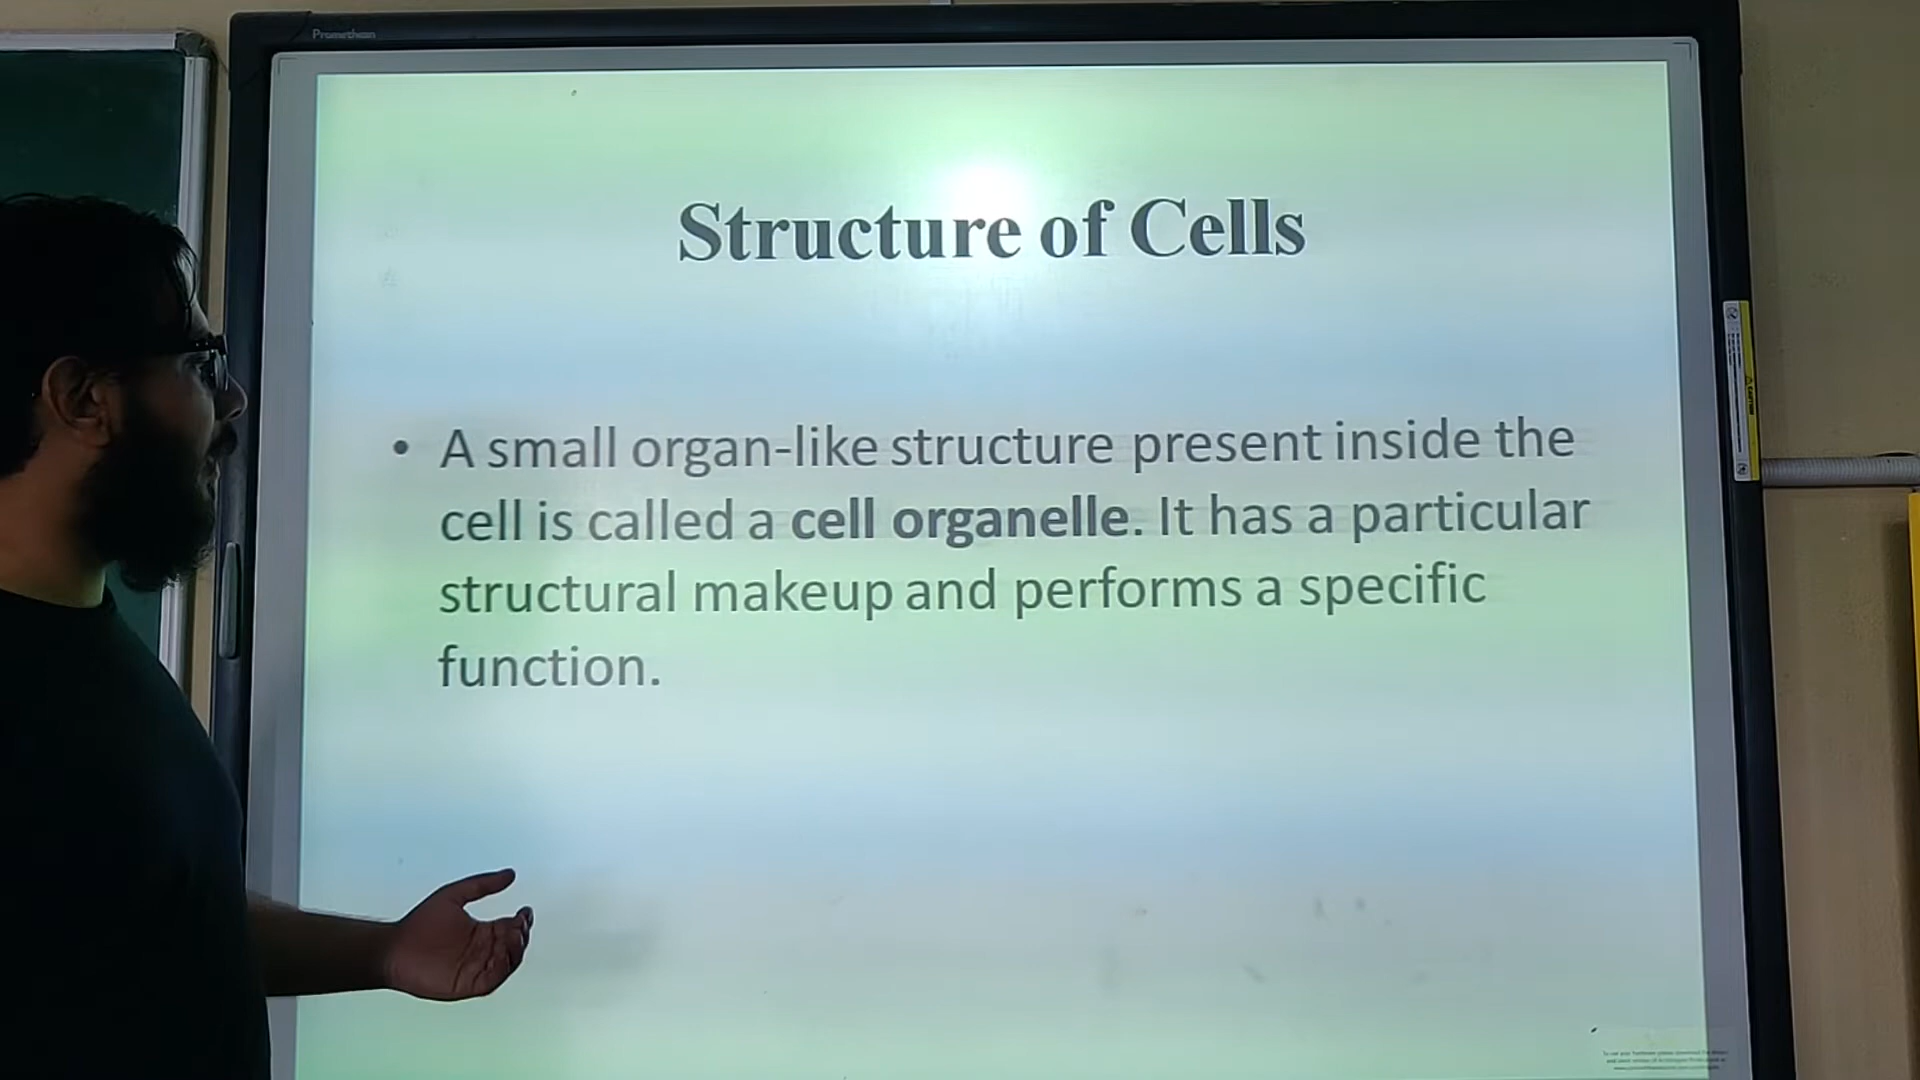 Promethean
Structure of Cells
• A small organ-like structure present inside the
cell is called a cell organelle. It has a particular
structural makeup and performs a specific
function.